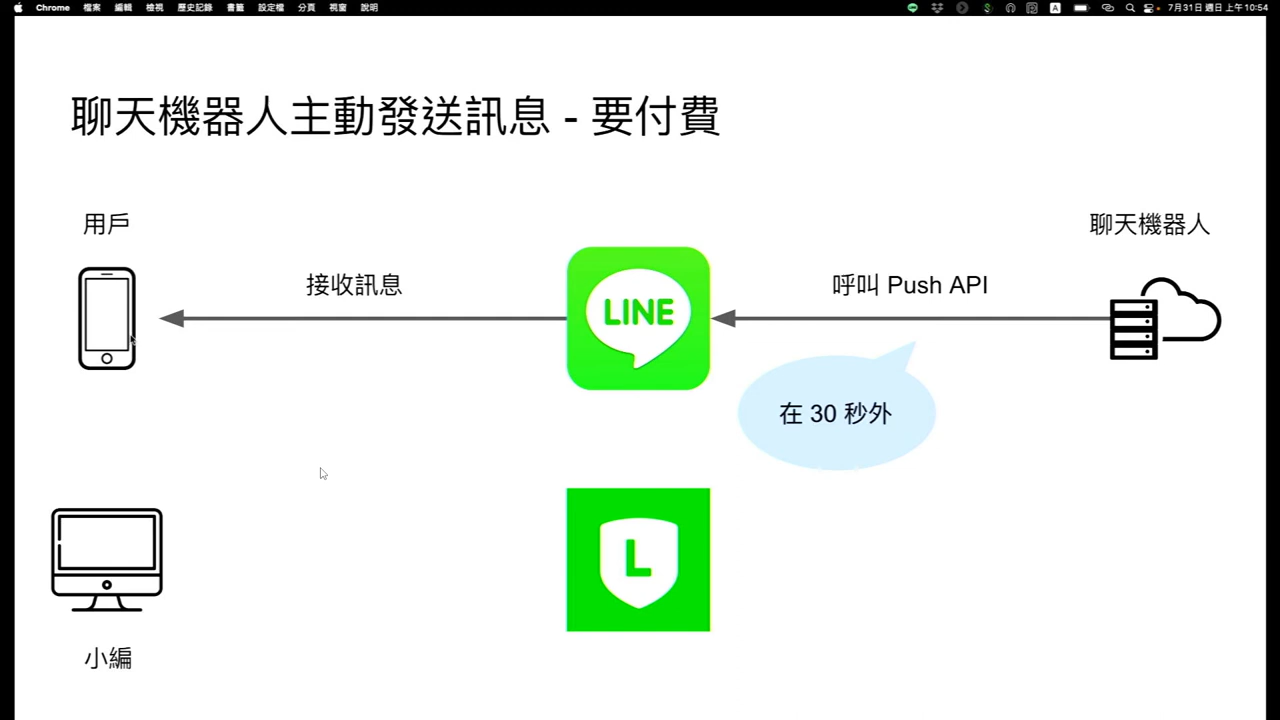 Chrome 檔案 編輯 檢視 歷史記錄 書籤 設定檔 分頁 視窗 說明 A 7月31日 週日 上午10:54
聊天機器人主動發送訊息 - 要付費
用戶
聊天機器人
接收訊息
呼叫 Push API
LINE
在 30 秒外
L
小編